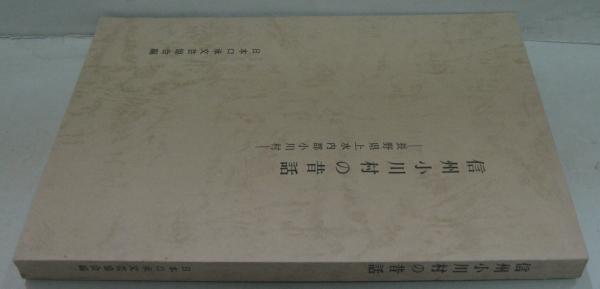 信州小川村の昔話
―長野県上水内郡小川村―
日本口承文芸協会編
信州小川村の昔話
日本口承文芸協会編